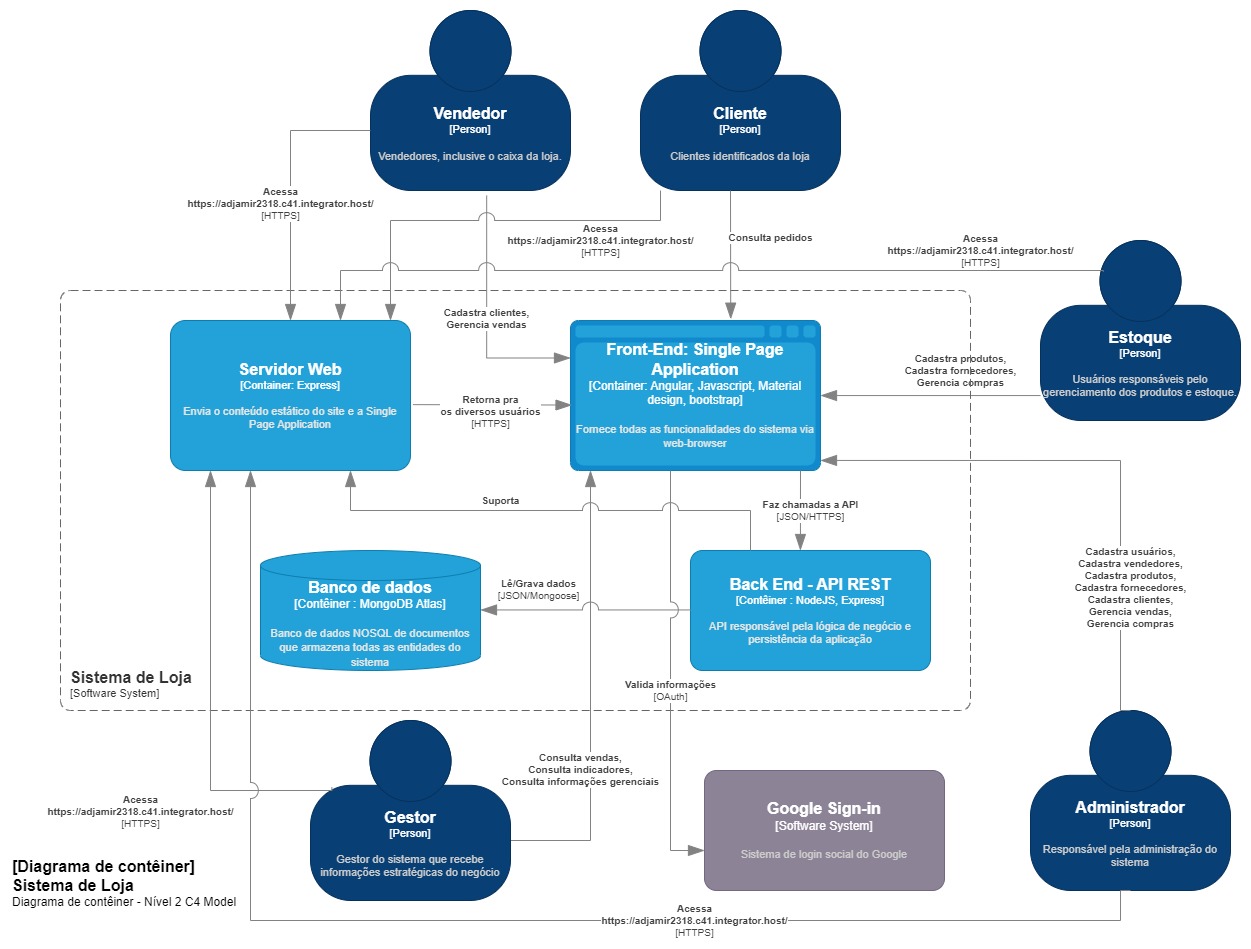 Vendedor
[Person]
Vendedores, inclusive o caixa da loja.
Cliente
[Person]
Clientes identificados da loja
Acessa
https://adjamir2318.c41.integrator.host/
[HTTPS]
Acessa
https://adjamir2318.c41.integrator.host/
[HTTPS]
Consulta pedidos
Acessa
https://adjamir2318.c41.integrator.host/
[HTTPS]
Estoque
[Person]
Usuários responsáveis pelo
gerenciamento dos produtos e estoque.
Cadastra clientes,
Gerencia vendas
Servidor Web
[Container: Express]
Envia o conteúdo estático do site e a Single
Page Application
Retorna pra
os diversos usuários
[HTTPS]
Front-End: Single Page
Application
[Container: Angular, Javascript, Material
design, bootstrap]
Fornece todas as funcionalidades do sistema via
web-browser
Cadastra produtos,
Cadastra fornecedores,
Gerencia compras
Suporta
Faz chamadas a API
[JSON/HTTPS]
Banco de dados
[Contêiner : MongoDB Atlas]
Banco de dados NOSQL de documentos
que armazena todas as entidades do
sistema
Lê/Grava dados
[JSON/Mongoose]
Back End - API REST
[Contêiner : NodeJS, Express]
API responsável pela lógica de negócio e
persistência da aplicação
Cadastra usuários,
Cadastra vendedores,
Cadastra produtos,
Cadastra fornecedores,
Cadastra clientes,
Gerencia vendas,
Gerencia compras
Sistema de Loja
[Software System]
Valida informações
[OAuth]
Consulta vendas,
Consulta indicadores,
Consulta informações gerenciais
Acessa
https://adjamir2318.c41.integrator.host/
[HTTPS]
Gestor
[Person]
Gestor do sistema que recebe
informações estratégicas do negócio
Google Sign-in
[Software System]
Sistema de login social do Google
Administrador
[Person]
Responsável pela administração do
sistema
[Diagrama de contêiner]
Sistema de Loja
Diagrama de contêiner - Nível 2 C4 Model
Acessa
https://adjamir2318.c41.integrator.host/
[HTTPS]